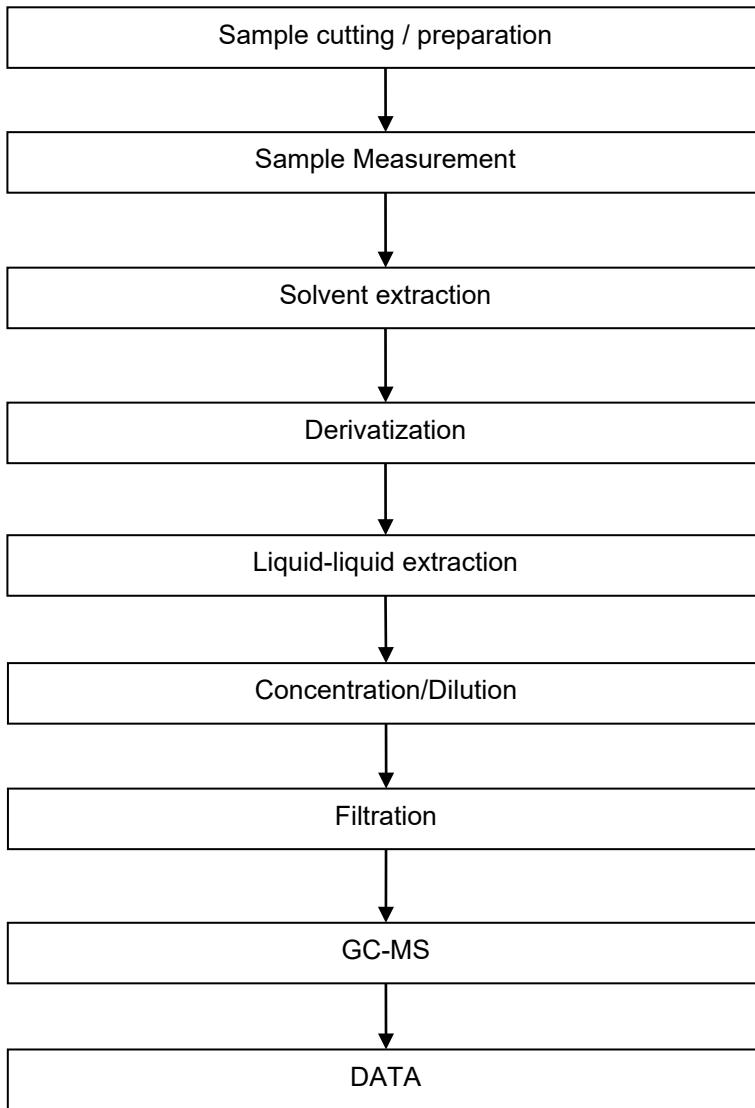 Sample cutting / preparation
Sample Measurement
Solvent extraction
Derivatization
Liquid-liquid extraction
Concentration/Dilution
Filtration
GC-MS
DATA